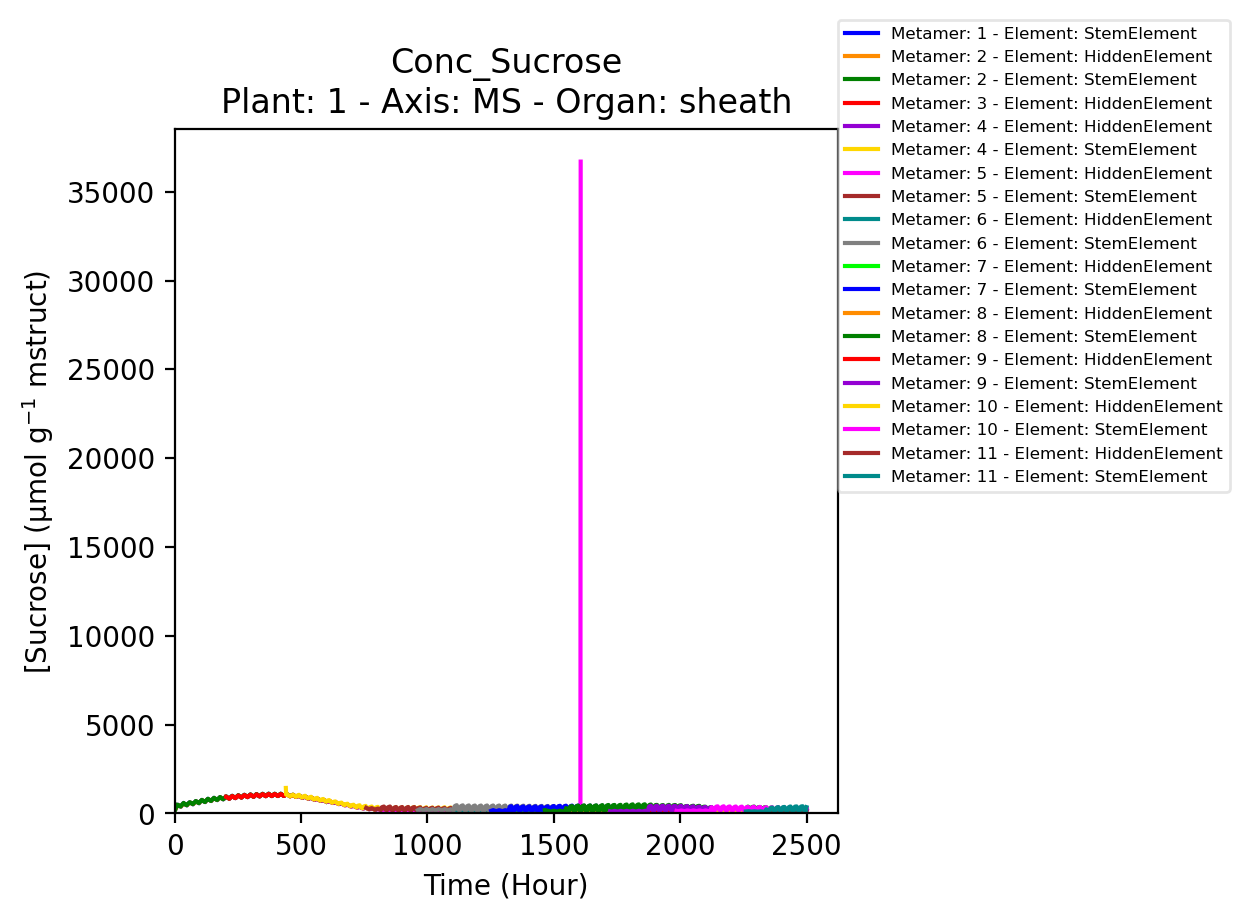 Conc_Sucrose
Plant: 1 - Axis: MS - Organ: sheath
Metamer: 1 - Element: StemElement
Metamer: 2 - Element: HiddenElement
Metamer: 2 - Element: StemElement
Metamer: 3 - Element: HiddenElement
Metamer: 4 - Element: HiddenElement
Metamer: 4 - Element: StemElement
Metamer: 5 - Element: HiddenElement
Metamer: 5 - Element: StemElement
Metamer: 6 - Element: HiddenElement
Metamer: 6 - Element: StemElement
Metamer: 7 - Element: HiddenElement
Metamer: 7 - Element: StemElement
Metamer: 8 - Element: HiddenElement
Metamer: 8 - Element: StemElement
Metamer: 9 - Element: HiddenElement
Metamer: 9 - Element: StemElement
Metamer: 10 - Element: HiddenElement
Metamer: 10 - Element: StemElement
Metamer: 11 - Element: HiddenElement
Metamer: 11 - Element: StemElement
[Sucrose] (µmol g⁻¹ mstruct)
35000
30000
25000
20000
15000
10000
5000
0
0 500 1000 1500 2000 2500
Time (Hour)